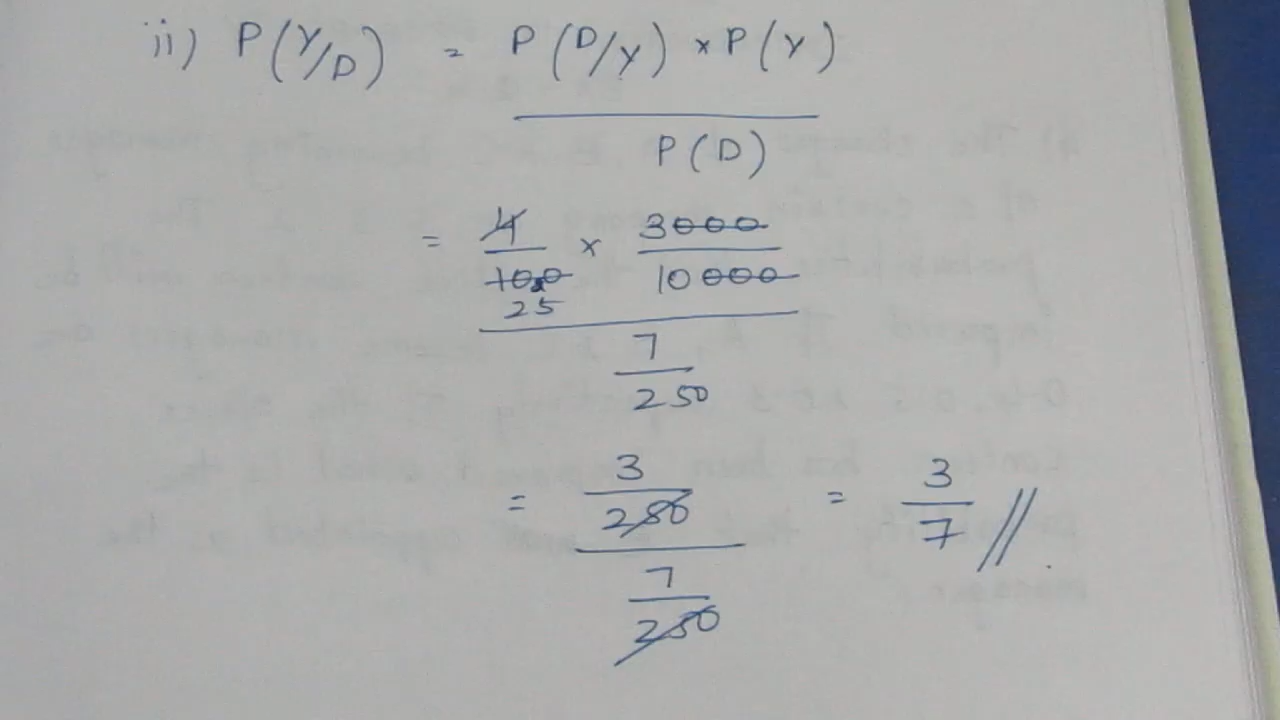 ii) P(Y/D) = P(D/Y) × P(Y)
P(D)
= 4 × 3000
100 10000
25
7
250
= 3 = 3
250 7
7
250